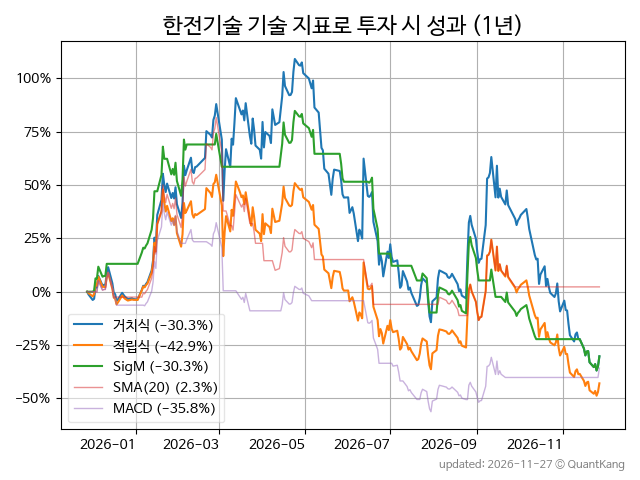 한전기술 기술 지표로 투자 시 성과 (1년)
100%
75%
50%
25%
0%
−25%
−50%
거치식 (−30.3%)
적립식 (−42.9%)
SigM (−30.3%)
SMA(20) (2.3%)
MACD (−35.8%)
2026-01 2026-03 2026-05 2026-07 2026-09 2026-11
updated: 2026-11-27 © QuantKang